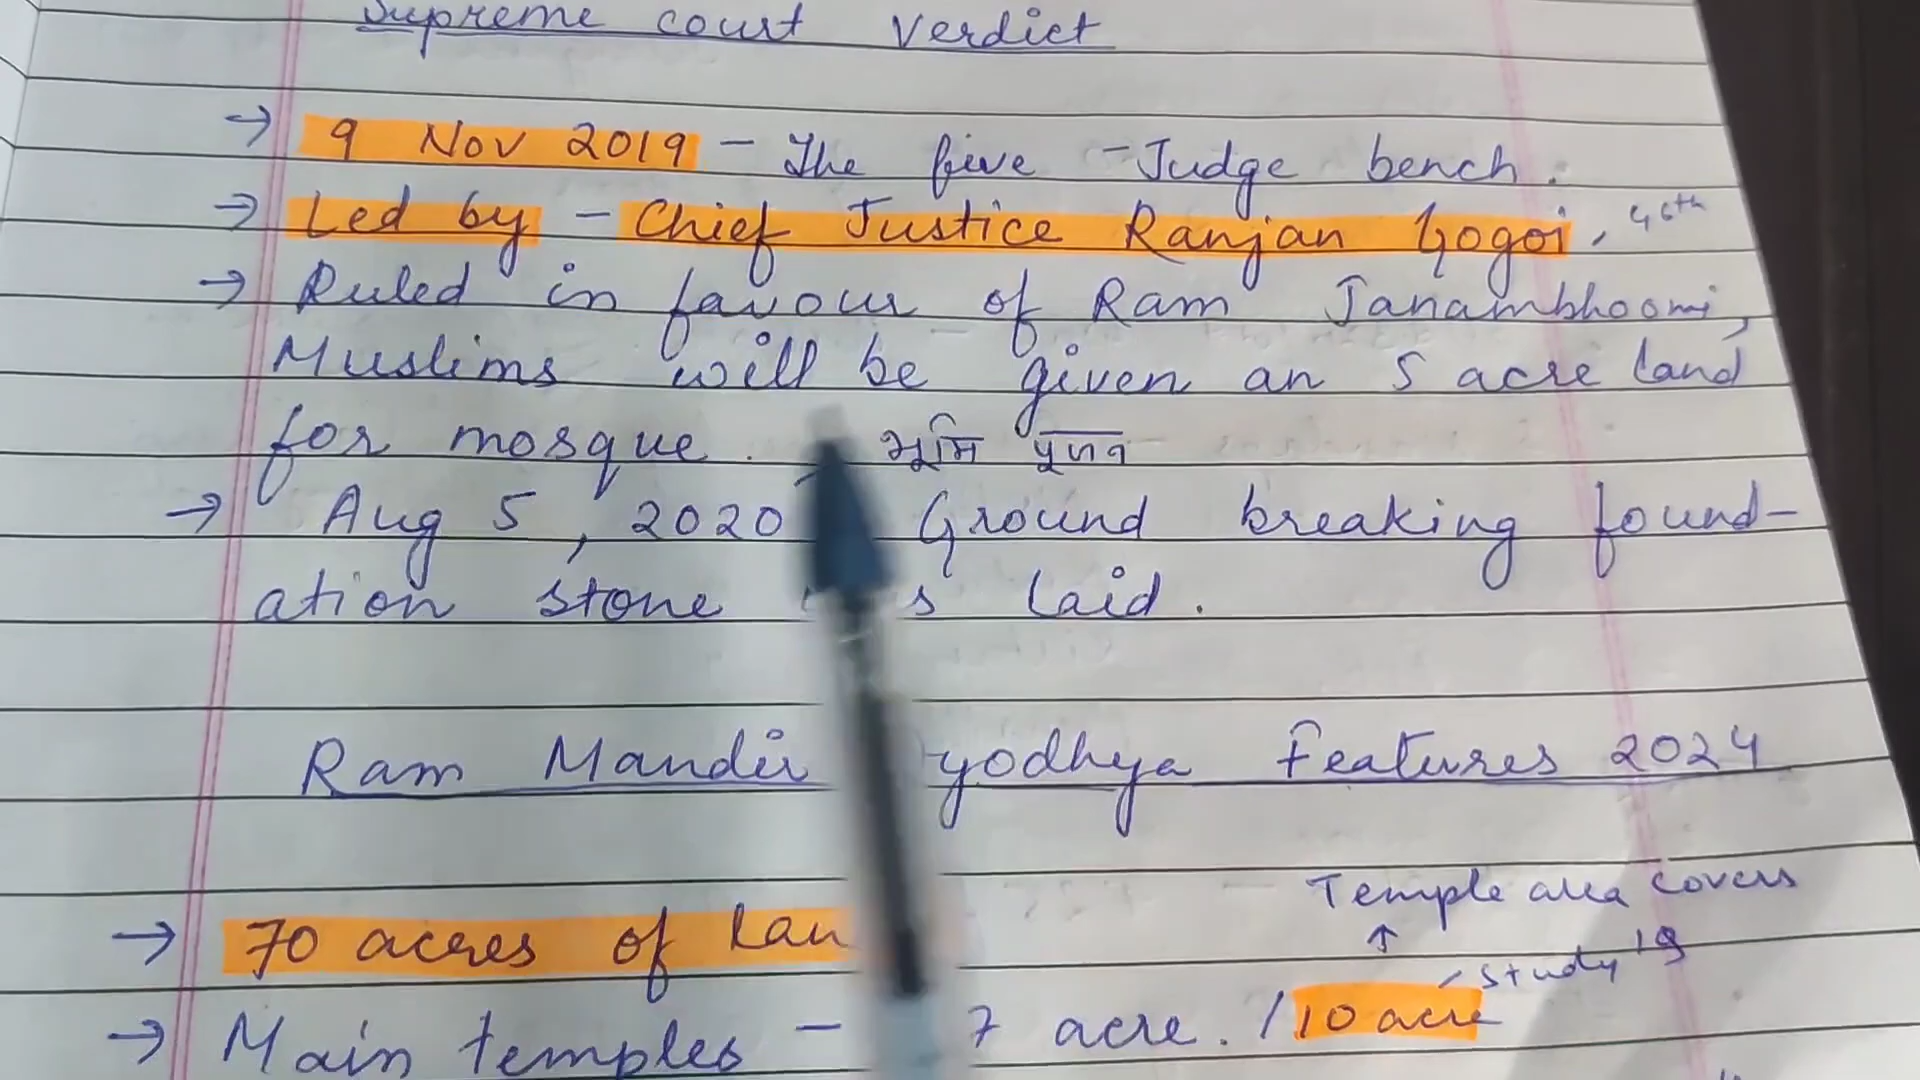 Supreme court Verdict
→ 9 Nov 2019 – The five – Judge bench.
→ Led by – Chief Justice Ranjan Gogoi, 46th
→ Ruled in favour of Ram Janambhoomi,
Muslims will be given an 5 acre land
for mosque. भूमि पुजन
→ Aug 5, 2020 Ground breaking found-
ation stone laid.
Ram Mandir yodhya Features 2024
Temple area covers
↑
→ 70 acres of Lan
study 19
→ Main temples – 7 acre. / 10 acre